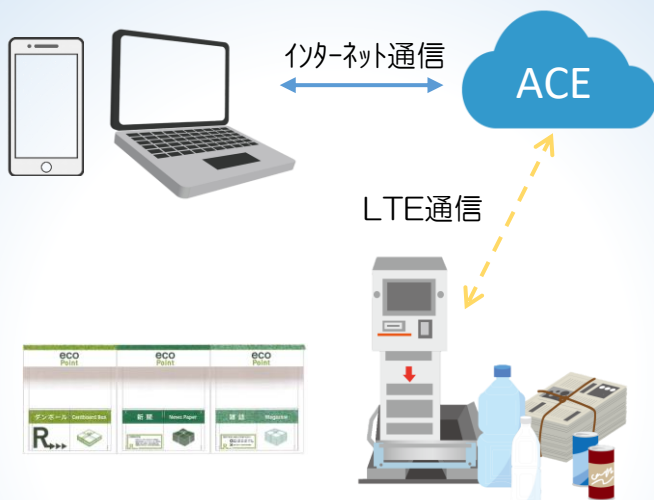 インターネット通信
ACE
LTE通信
eco
Point
eco
Point
eco
Point
ダンボール Cardboard Box
新聞 News Paper
雑誌 Magazine
R